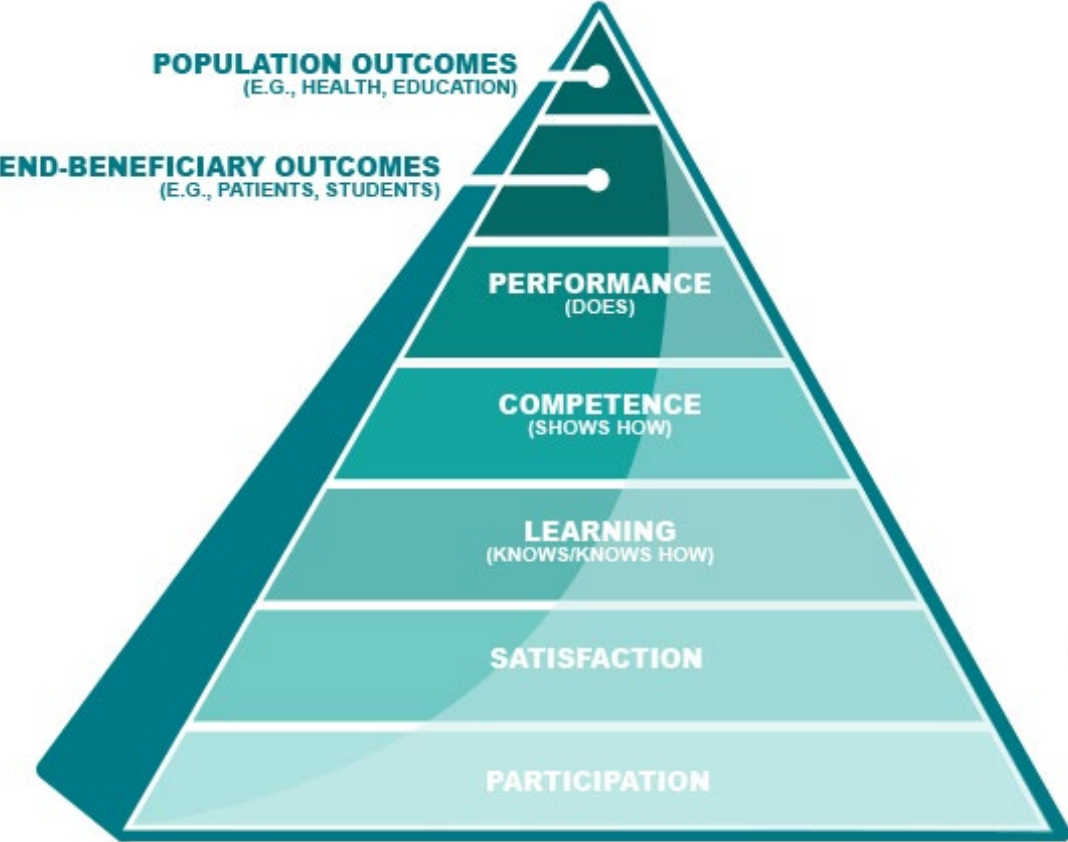 POPULATION OUTCOMES
(E.G., HEALTH, EDUCATION)
END-BENEFICIARY OUTCOMES
(E.G., PATIENTS, STUDENTS)
PERFORMANCE
(DOES)
COMPETENCE
(SHOWS HOW)
LEARNING
(KNOWS/KNOWS HOW)
SATISFACTION
PARTICIPATION